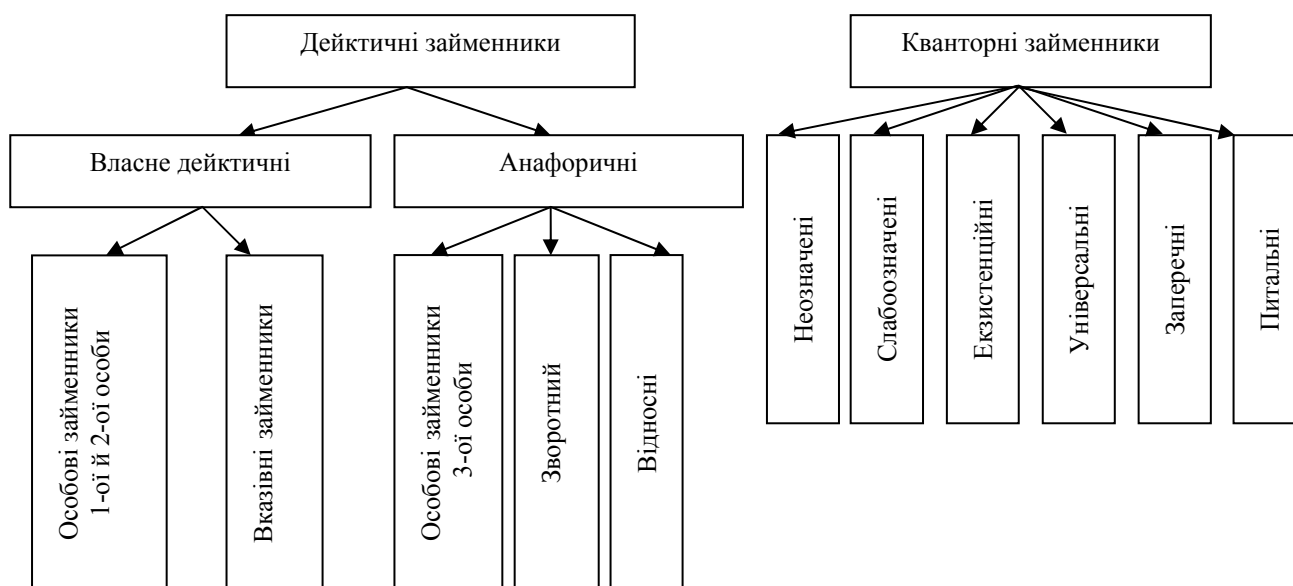 Дейктичні займенники
Кванторні займенники
Власне дейктичні
Анафоричні
Особові займенники
1-ої й 2-ої особи
Вказівні займенники
Особові займенники
3-ої особи
Зворотний
Відносні
Неозначені
Слабоозначені
Екзистенційні
Універсальні
Заперечні
Питальні